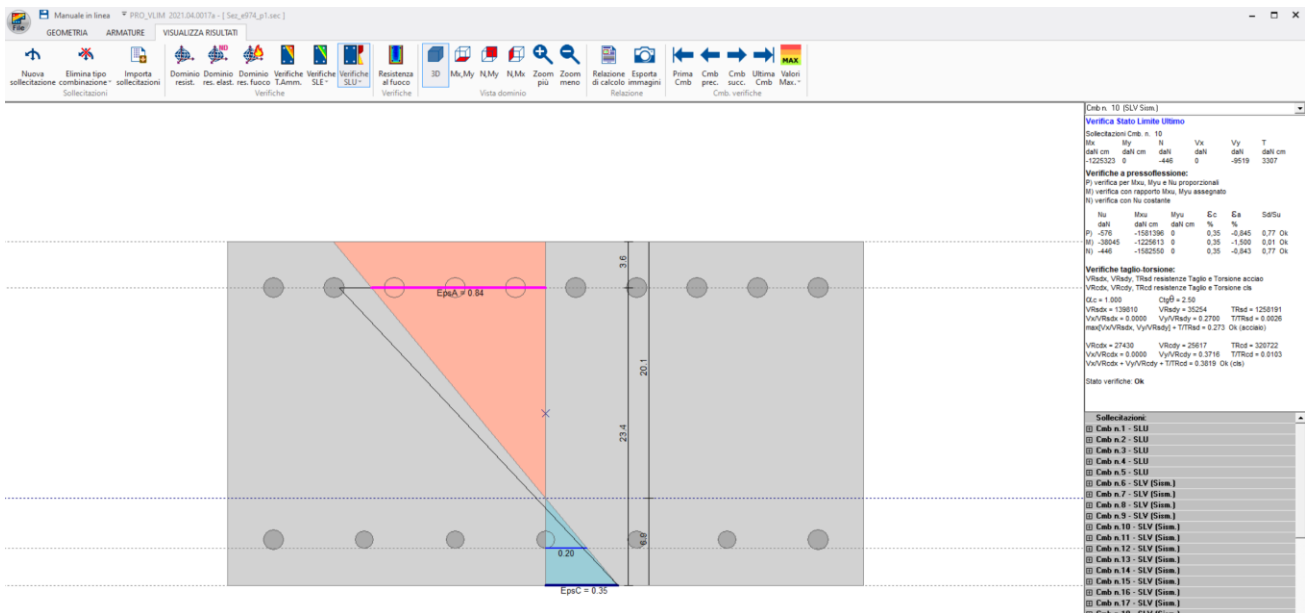 Manuale in linea PRO_VLIM 2021.04.0017a - [ Sez_e974_p1.sec ]
File GEOMETRIA ARMATURE VISUALIZZA RISULTATI
Nuova sollecitazione Elimina tipo combinazione Importa sollecitazioni
Sollecitazioni
Dominio resist. Dominio res. elast. Dominio res. fuoco Verifiche T.Amm. Verifiche SLE Verifiche SLU
Verifiche
Resistenza al fuoco
Verifiche
3D Mx,My N,My N,Mx Zoom più Zoom meno
Vista dominio
Relazione di calcolo Esporta immagini
Relazione
Prima Cmb Cmb prec. Cmb succ. Ultima Cmb MAX Valori Max.
Cmb. verifiche
3.6
EpsA = 0.84
20.1
23.4
6.9
0.20
EpsC = 0.35
Cmb n. 10 (SLV Sism.)
Verifica Stato Limite Ultimo
Sollecitazioni Cmb. n. 10
Mx My N Vx Vy T
daN cm daN cm daN daN daN daN cm
-1225323 0 -446 0 -9519 3307
Verifiche a pressoflessione:
P) verifica per Mxu, Myu e Nu proporzionali
M) verifica con rapporto Mxu, Myu assegnato
N) verifica con Nu costante
Nu Mxu Myu Ɛc Ɛa Sd/Su
daN daN cm daN cm % %
P) -576 -1581396 0 0,35 -0,845 0,77 Ok
M) -38045 -1225613 0 0,35 -1,500 0,01 Ok
N) -446 -1582550 0 0,35 -0,843 0,77 Ok
Verifiche taglio-torsione:
VRsdx, VRsdy, TRsd resistenze Taglio e Torsione acciao
VRcdx, VRcdy, TRcd resistenze Taglio e Torsione cls
αc = 1.000 Ctgθ = 2.50
VRsdx = 139610 VRsdy = 35254 TRsd = 1258191
Vx/VRsdx = 0.0000 Vy/VRsdy = 0.2700 T/TRsd = 0.0026
max[Vx/VRsdx, Vy/VRsdy] + T/TRsd = 0.273 Ok (acciaio)
VRcdx = 27430 VRcdy = 25617 TRcd = 320722
Vx/VRcdx = 0.0000 Vy/VRcdy = 0.3716 T/TRcd = 0.0103
Vx/VRcdx + Vy/VRcdy + T/TRcd = 0.3819 Ok (cls)
Stato verifiche: Ok
Sollecitazioni:
Cmb n.1 - SLU
Cmb n.2 - SLU
Cmb n.3 - SLU
Cmb n.4 - SLU
Cmb n.5 - SLU
Cmb n.6 - SLV (Sism.)
Cmb n.7 - SLV (Sism.)
Cmb n.8 - SLV (Sism.)
Cmb n.9 - SLV (Sism.)
Cmb n.10 - SLV (Sism.)
Cmb n.11 - SLV (Sism.)
Cmb n.12 - SLV (Sism.)
Cmb n.13 - SLV (Sism.)
Cmb n.14 - SLV (Sism.)
Cmb n.15 - SLV (Sism.)
Cmb n.16 - SLV (Sism.)
Cmb n.17 - SLV (Sism.)